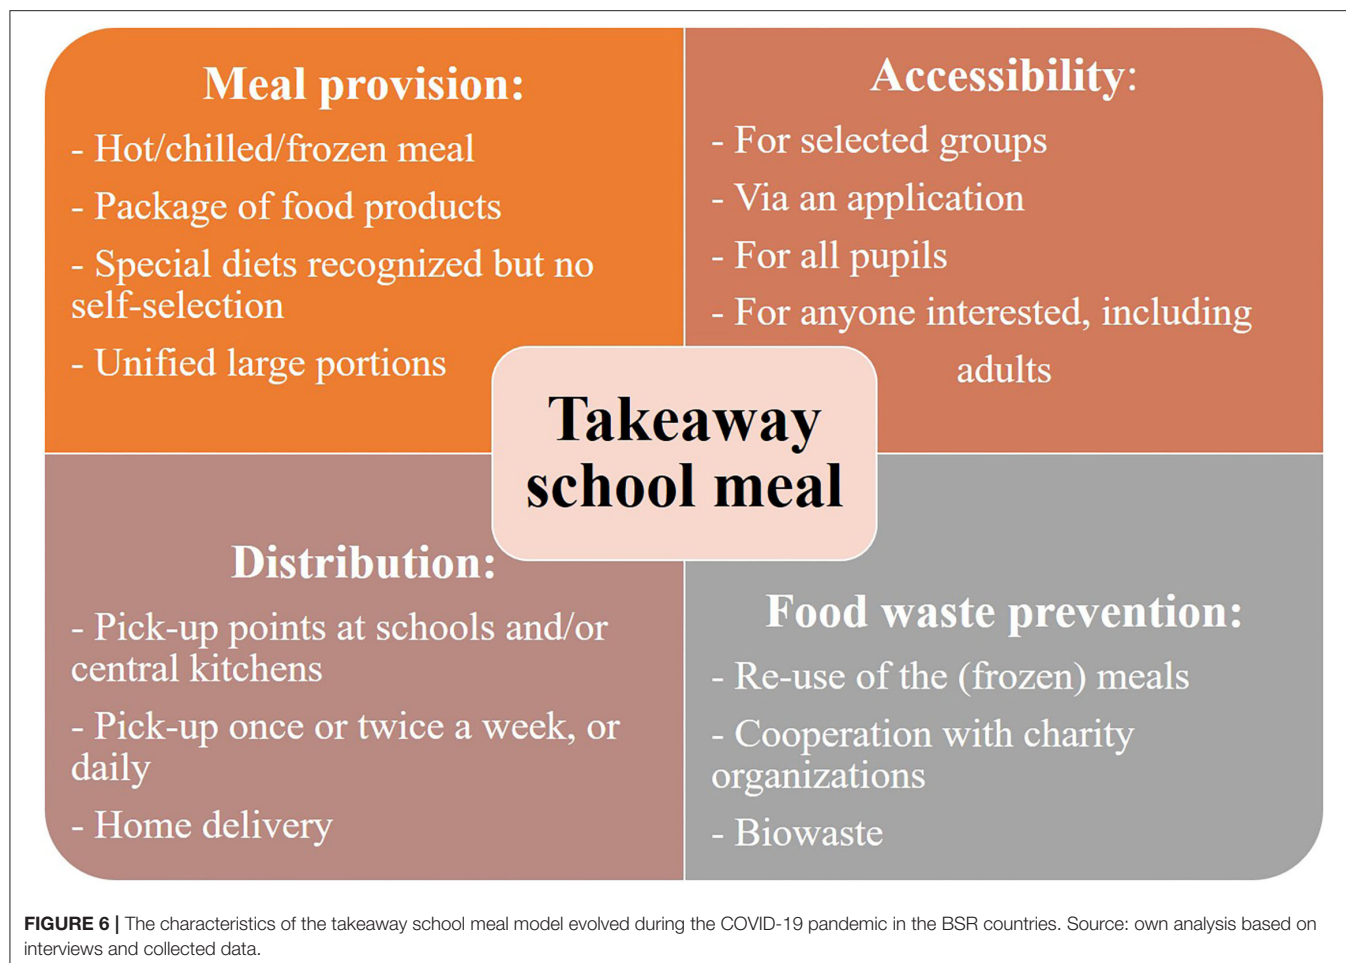 Meal provision:
- Hot/chilled/frozen meal
- Package of food products
- Special diets recognized but no
self-selection
- Unified large portions
Accessibility:
- For selected groups
- Via an application
- For all pupils
- For anyone interested, including
adults
Takeaway
school meal
Distribution:
- Pick-up points at schools and/or
central kitchens
- Pick-up once or twice a week, or
daily
- Home delivery
Food waste prevention:
- Re-use of the (frozen) meals
- Cooperation with charity
organizations
- Biowaste
FIGURE 6 | The characteristics of the takeaway school meal model evolved during the COVID-19 pandemic in the BSR countries. Source: own analysis based on
interviews and collected data.